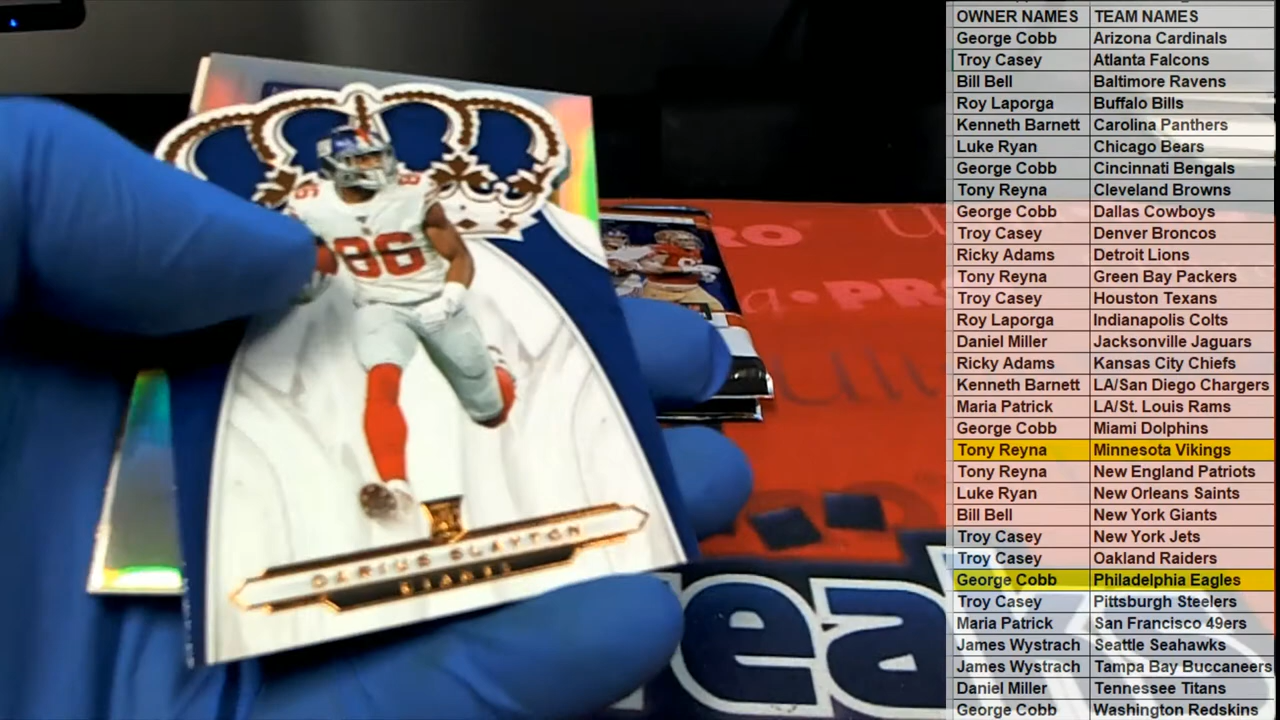 OWNER NAMES TEAM NAMES
George Cobb Arizona Cardinals
Troy Casey Atlanta Falcons
Bill Bell Baltimore Ravens
Roy Laporga Buffalo Bills
Kenneth Barnett Carolina Panthers
Luke Ryan Chicago Bears
George Cobb Cincinnati Bengals
Tony Reyna Cleveland Browns
George Cobb Dallas Cowboys
Troy Casey Denver Broncos
Ricky Adams Detroit Lions
Tony Reyna Green Bay Packers
Troy Casey Houston Texans
Roy Laporga Indianapolis Colts
Daniel Miller Jacksonville Jaguars
Ricky Adams Kansas City Chiefs
Kenneth Barnett LA/San Diego Chargers
Maria Patrick LA/St. Louis Rams
George Cobb Miami Dolphins
Tony Reyna Minnesota Vikings
Tony Reyna New England Patriots
Luke Ryan New Orleans Saints
Bill Bell New York Giants
Troy Casey New York Jets
Troy Casey Oakland Raiders
George Cobb Philadelphia Eagles
Troy Casey Pittsburgh Steelers
Maria Patrick San Francisco 49ers
James Wystrach Seattle Seahawks
James Wystrach Tampa Bay Buccaneers
Daniel Miller Tennessee Titans
George Cobb Washington Redskins
86
86
DARIUS SLAYTON
GIANTS
RO
PR
ea